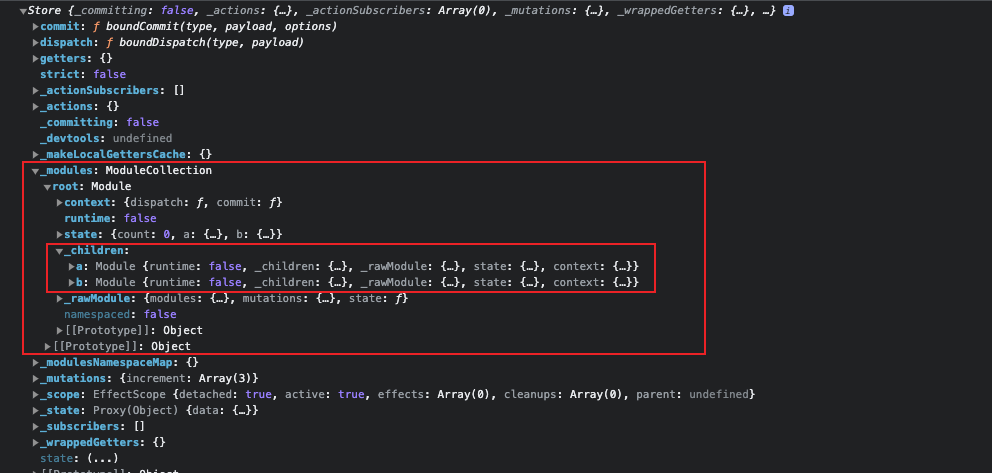 Store {_committing: false, _actions: {…}, _actionSubscribers: Array(0), _mutations: {…}, _wrappedGetters: {…}, …} i
commit: ƒ boundCommit(type, payload, options)
dispatch: ƒ boundDispatch(type, payload)
getters: {}
strict: false
_actionSubscribers: []
_actions: {}
_committing: false
_devtools: undefined
_makeLocalGettersCache: {}
_modules: ModuleCollection
root: Module
context: {dispatch: ƒ, commit: ƒ}
runtime: false
state: {count: 0, a: {…}, b: {…}}
_children:
a: Module {runtime: false, _children: {…}, _rawModule: {…}, state: {…}, context: {…}}
b: Module {runtime: false, _children: {…}, _rawModule: {…}, state: {…}, context: {…}}
_rawModule: {modules: {…}, mutations: {…}, state: ƒ}
namespaced: false
[[Prototype]]: Object
[[Prototype]]: Object
_modulesNamespaceMap: {}
_mutations: {increment: Array(3)}
_scope: EffectScope {detached: true, active: true, effects: Array(0), cleanups: Array(0), parent: undefined}
_state: Proxy(Object) {data: {…}}
_subscribers: []
_wrappedGetters: {}
state: (...)
[[Prototype]]: Object